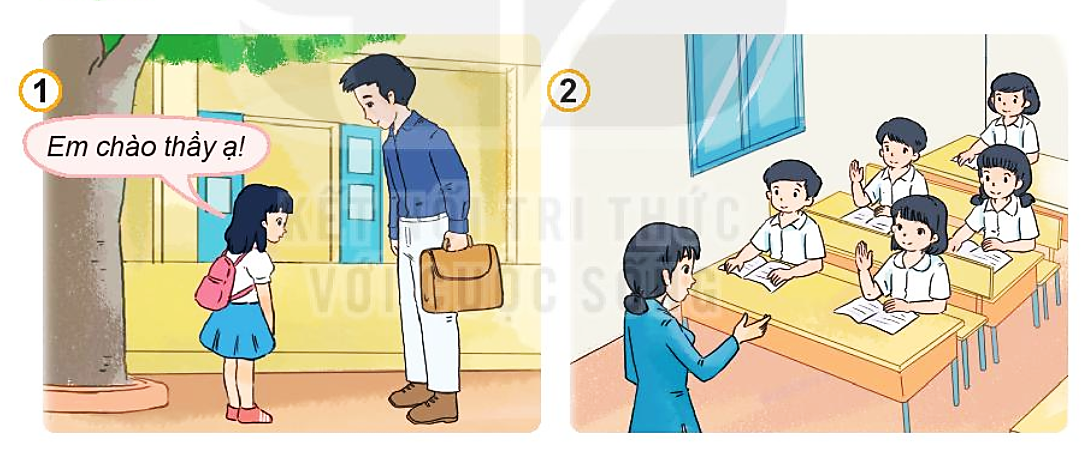 1
Em chào thầy ạ!
2
KẾT NỐI TRI THỨC
VỚI CUỘC SỐNG